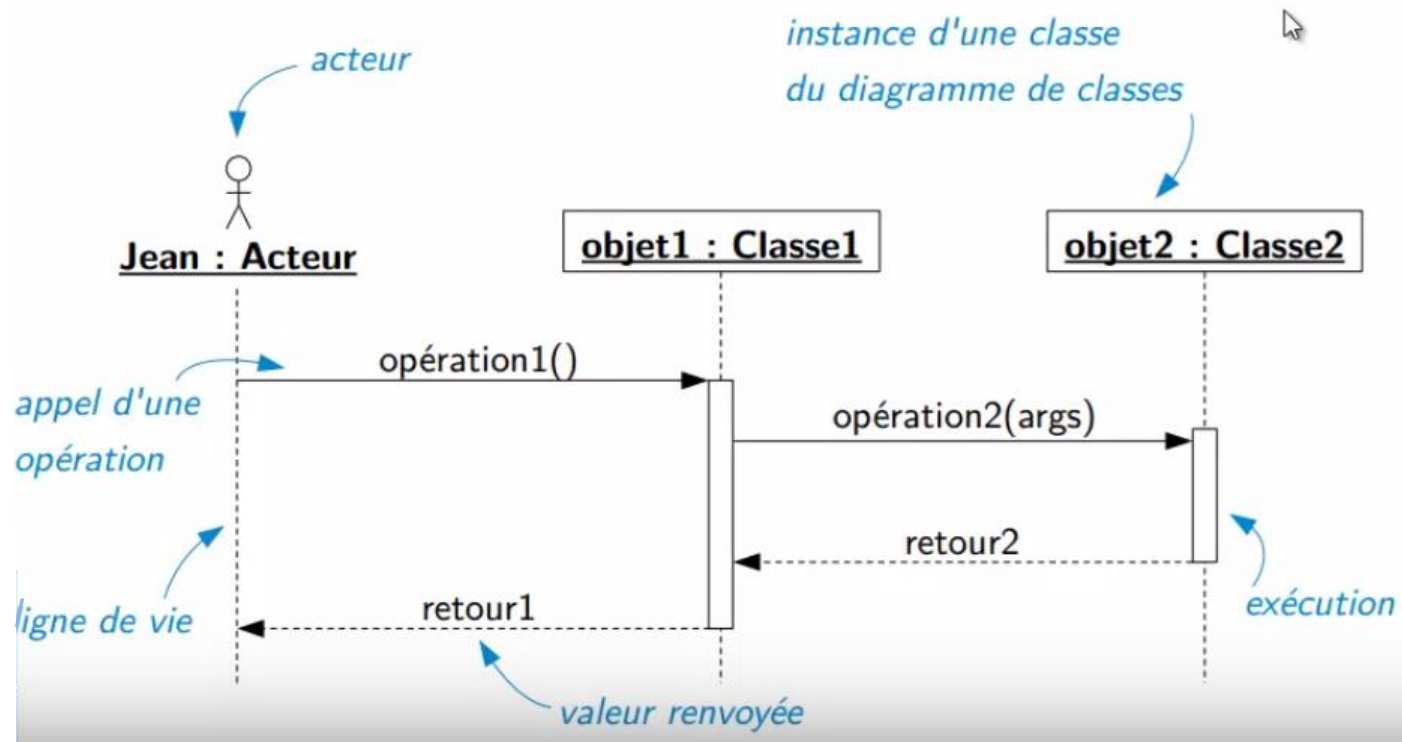 instance d'une classe
acteur
du diagramme de classes
Jean : Acteur
objet1 : Classe1
objet2 : Classe2
opération1()
appel d'une
opération2(args)
opération
retour2
ligne de vie
retour1
exécution
valeur renvoyée